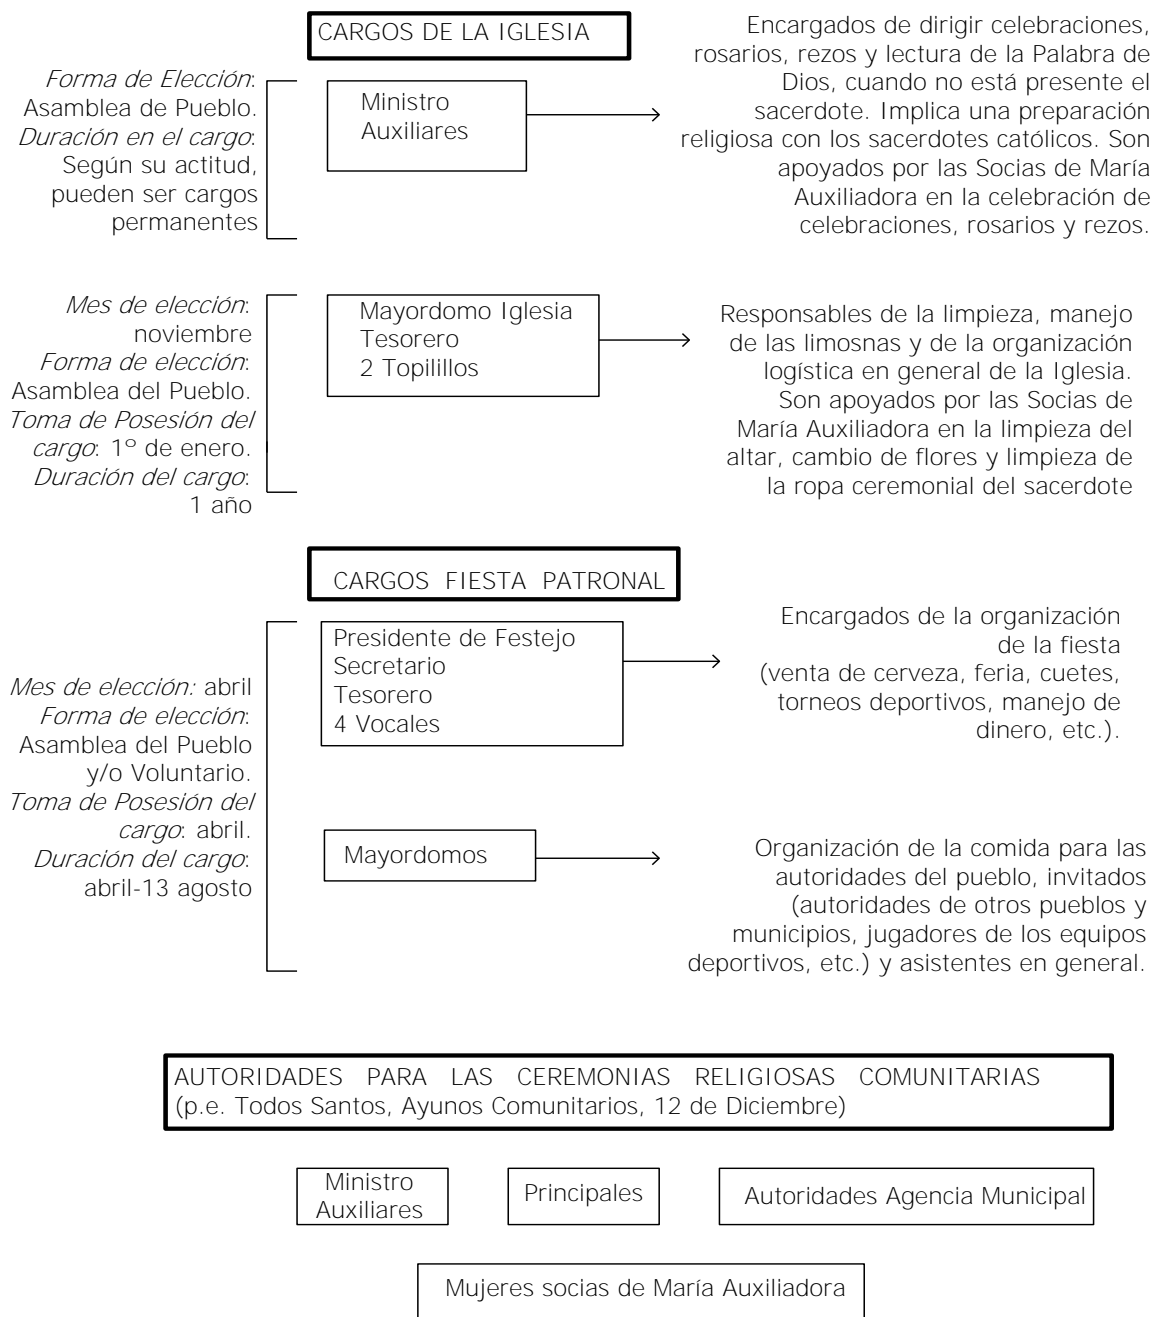 CARGOS DE LA IGLESIA
Forma de Elección:
Asamblea de Pueblo.
Duración en el cargo:
Según su actitud,
pueden ser cargos
permanentes
Ministro
Auxiliares
Encargados de dirigir celebraciones,
rosarios, rezos y lectura de la Palabra de
Dios, cuando no está presente el
sacerdote. Implica una preparación
religiosa con los sacerdotes católicos. Son
apoyados por las Socias de María
Auxiliadora en la celebración de
celebraciones, rosarios y rezos.
Mes de elección:
noviembre
Forma de elección:
Asamblea del Pueblo.
Toma de Posesión del
cargo: 1º de enero.
Duración del cargo:
1 año
Mayordomo Iglesia
Tesorero
2 Topilillos
Responsables de la limpieza, manejo
de las limosnas y de la organización
logística en general de la Iglesia.
Son apoyados por las Socias de
María Auxiliadora en la limpieza del
altar, cambio de flores y limpieza de
la ropa ceremonial del sacerdote
CARGOS FIESTA PATRONAL
Mes de elección: abril
Forma de elección:
Asamblea del Pueblo
y/o Voluntario.
Toma de Posesión del
cargo: abril.
Duración del cargo:
abril-13 agosto
Presidente de Festejo
Secretario
Tesorero
4 Vocales
Encargados de la organización
de la fiesta
(venta de cerveza, feria, cuetes,
torneos deportivos, manejo de
dinero, etc.).
Mayordomos
Organización de la comida para las
autoridades del pueblo, invitados
(autoridades de otros pueblos y
municipios, jugadores de los equipos
deportivos, etc.) y asistentes en general.
AUTORIDADES PARA LAS CEREMONIAS RELIGIOSAS COMUNITARIAS
(p.e. Todos Santos, Ayunos Comunitarios, 12 de Diciembre)
Ministro
Auxiliares
Principales
Autoridades Agencia Municipal
Mujeres socias de María Auxiliadora